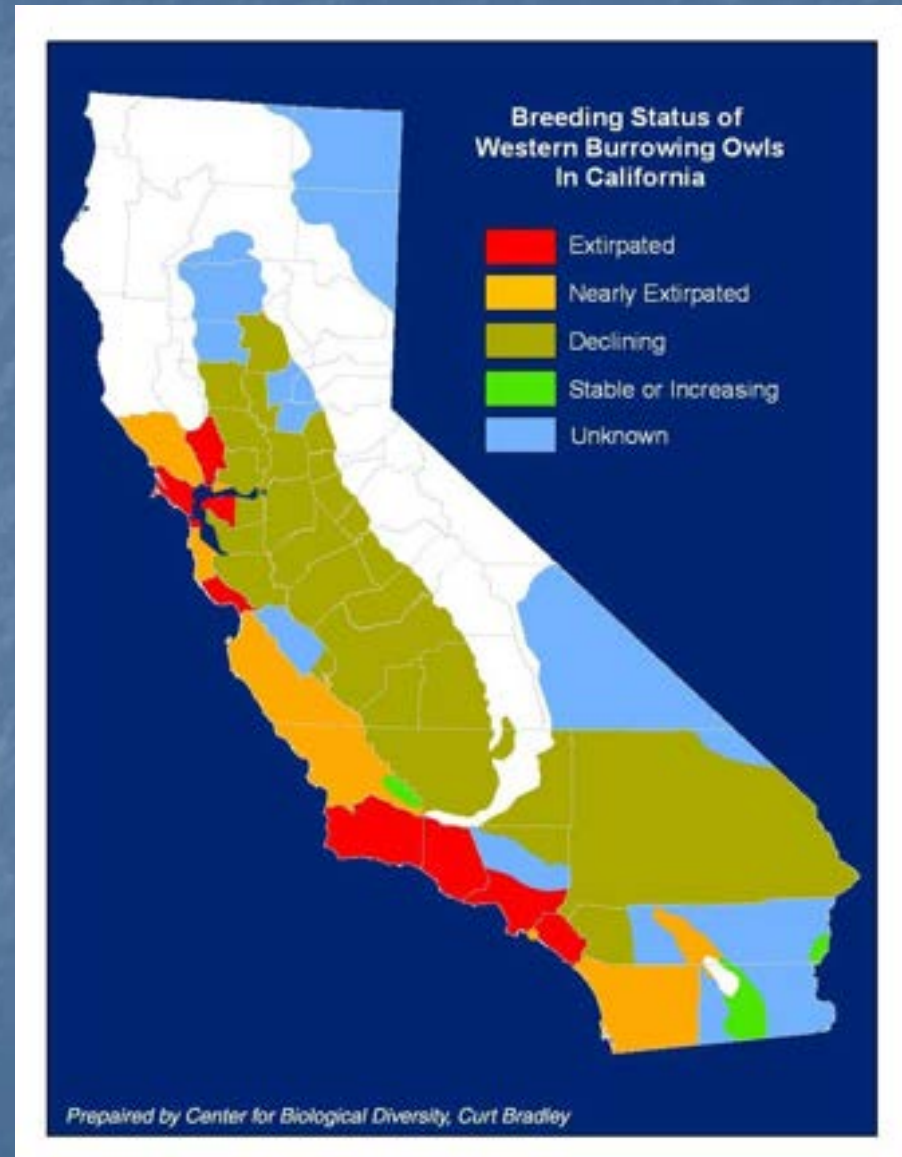 Breeding Status of
Western Burrowing Owls
In California
Extirpated
Nearly Extirpated
Declining
Stable or Increasing
Unknown
Prepaired by Center for Biological Diversity, Curt Bradley